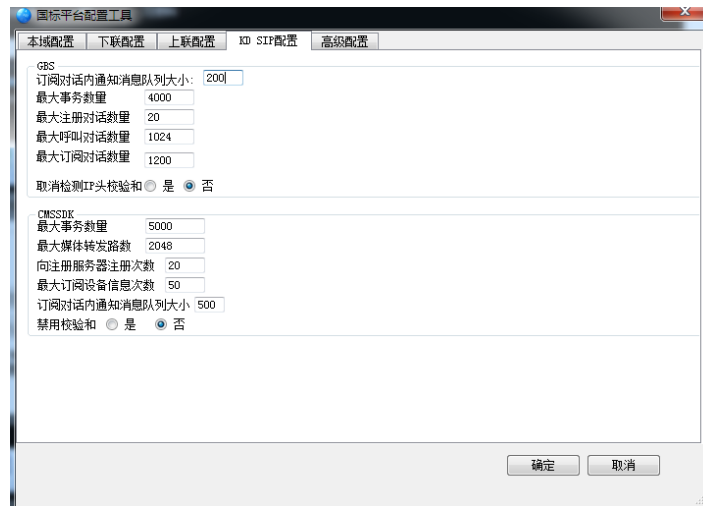 国标平台配置工具
本域配置 下联配置 上联配置 KD SIP配置 高级配置
GBS
订阅对话内通知消息队列大小: 200
最大事务数量 4000
最大注册对话数量 20
最大呼叫对话数量 1024
最大订阅对话数量 1200
取消检测IP头校验和 是 否
CMSSDK
最大事务数量 5000
最大媒体转发路数 2048
向注册服务器注册次数 20
最大订阅设备信息次数 50
订阅对话内通知消息队列大小 500
禁用校验和 是 否
确定 取消